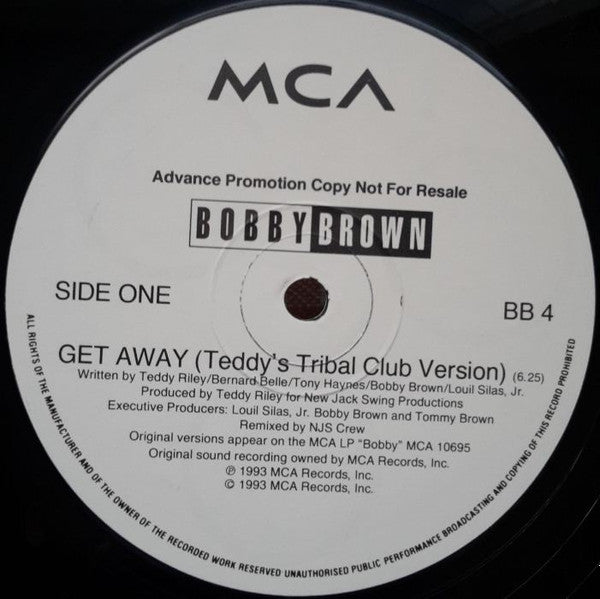 MCA
Advance Promotion Copy Not For Resale
BOBBY BROWN
SIDE ONE
BB 4
GET AWAY (Teddy's Tribal Club Version) (6.25)
Written by Teddy Riley/Bernard Belle/Tony Haynes/Bobby Brown/Louil Silas, Jr.
Produced by Teddy Riley for New Jack Swing Productions
Executive Producers: Louil Silas, Jr. Bobby Brown and Tommy Brown
Remixed by NJS Crew
Original versions appear on the MCA LP "Bobby" MCA 10695
Original sound recording owned by MCA Records, Inc.
℗ 1993 MCA Records, Inc.
© 1993 MCA Records, Inc.
ALL RIGHTS OF THE MANUFACTURER AND OF THE OWNER OF THE RECORDED WORK RESERVED UNAUTHORISED PUBLIC PERFORMANCE BROADCASTING AND COPYING OF THIS RECORD PROHIBITED